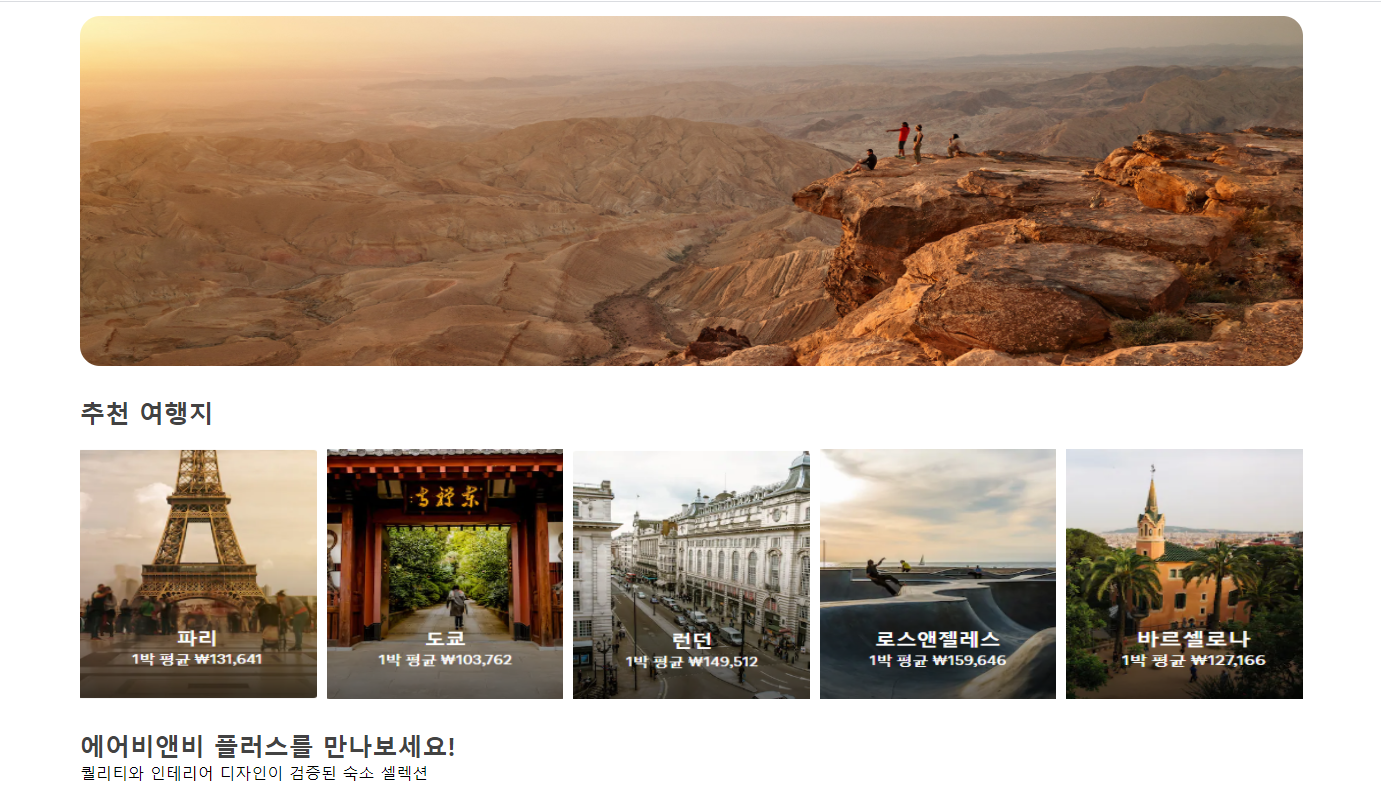 추천 여행지
파리
1박 평균 ₩131,641
東禪寺
도쿄
1박 평균 ₩103,762
런던
1박 평균 ₩149,512
로스앤젤레스
1박 평균 ₩159,646
바르셀로나
1박 평균 ₩127,166
에어비앤비 플러스를 만나보세요!
퀄리티와 인테리어 디자인이 검증된 숙소 셀렉션